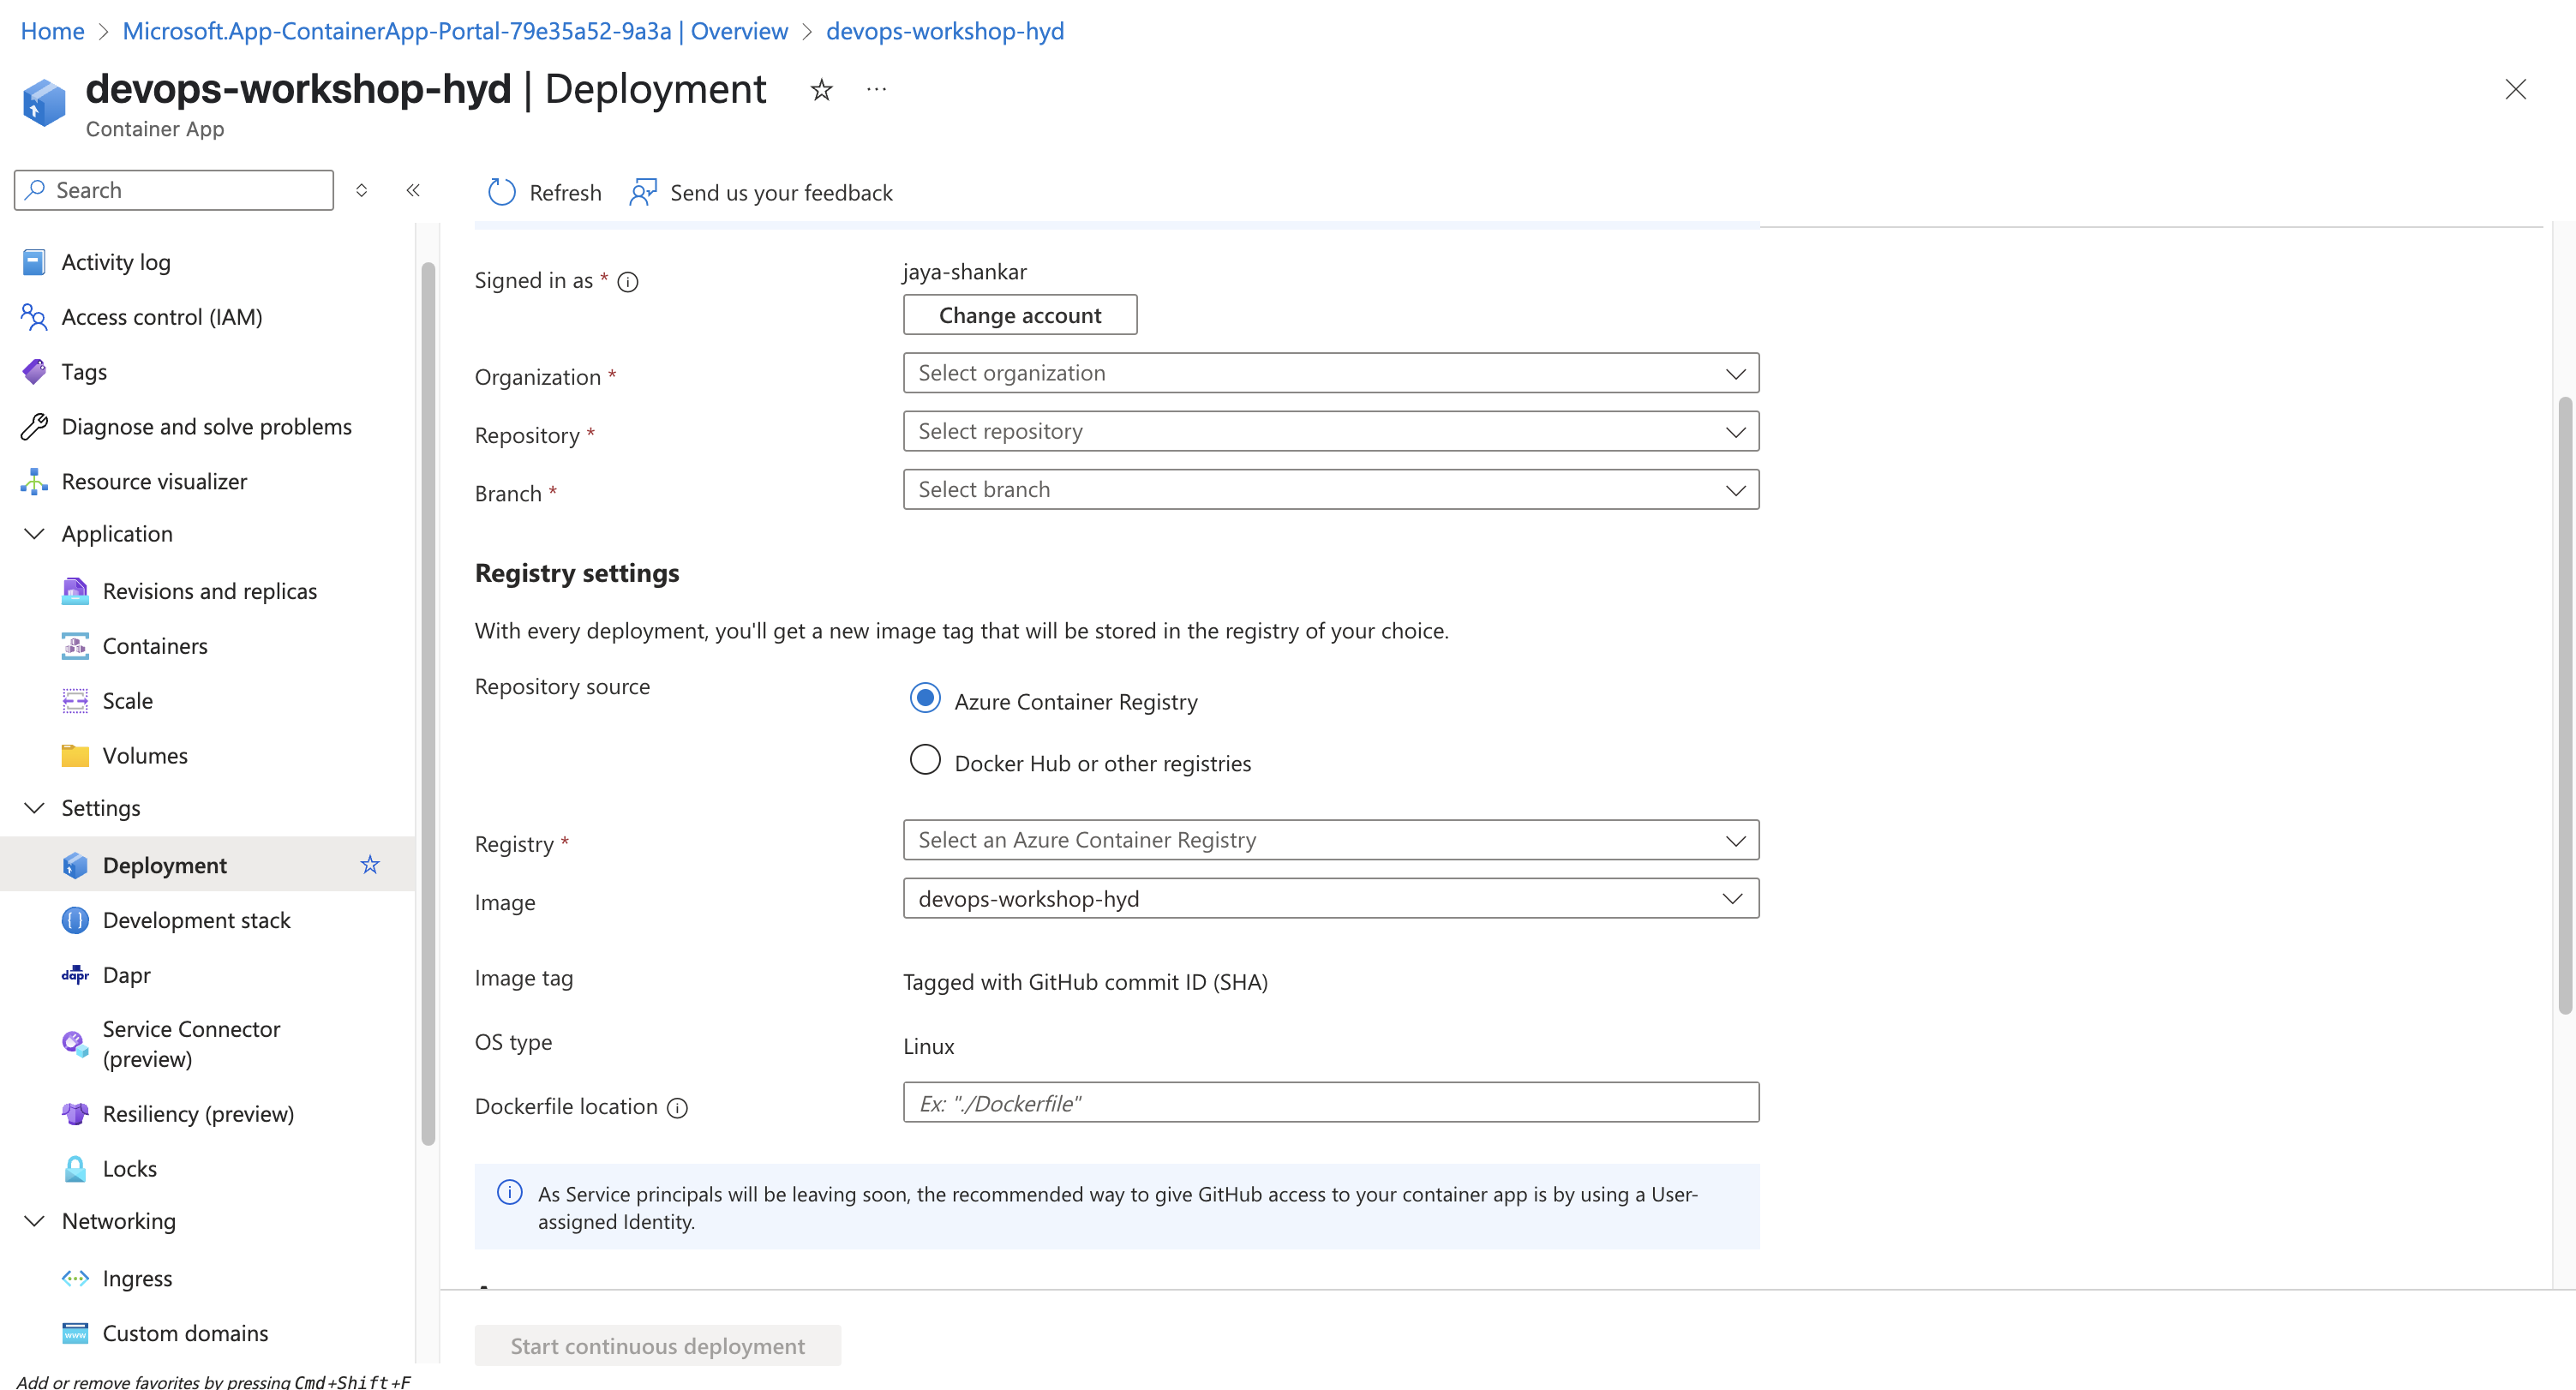 Home > Microsoft.App-ContainerApp-Portal-79e35a52-9a3a | Overview > devops-workshop-hyd
devops-workshop-hyd | Deployment
Container App
Search
Refresh
Send us your feedback
Activity log
Access control (IAM)
Tags
Diagnose and solve problems
Resource visualizer
Application
Revisions and replicas
Containers
Scale
Volumes
Settings
Deployment
Development stack
dapr Dapr
Service Connector
(preview)
Resiliency (preview)
Locks
Networking
Ingress
www Custom domains
Add or remove favorites by pressing Cmd+Shift+F
Signed in as *
jaya-shankar
Change account
Organization *
Select organization
Repository *
Select repository
Branch *
Select branch
Registry settings
With every deployment, you'll get a new image tag that will be stored in the registry of your choice.
Repository source
Azure Container Registry
Docker Hub or other registries
Registry *
Select an Azure Container Registry
Image
devops-workshop-hyd
Image tag
Tagged with GitHub commit ID (SHA)
OS type
Linux
Dockerfile location
Ex: "./Dockerfile"
As Service principals will be leaving soon, the recommended way to give GitHub access to your container app is by using a User-
assigned Identity.
Start continuous deployment